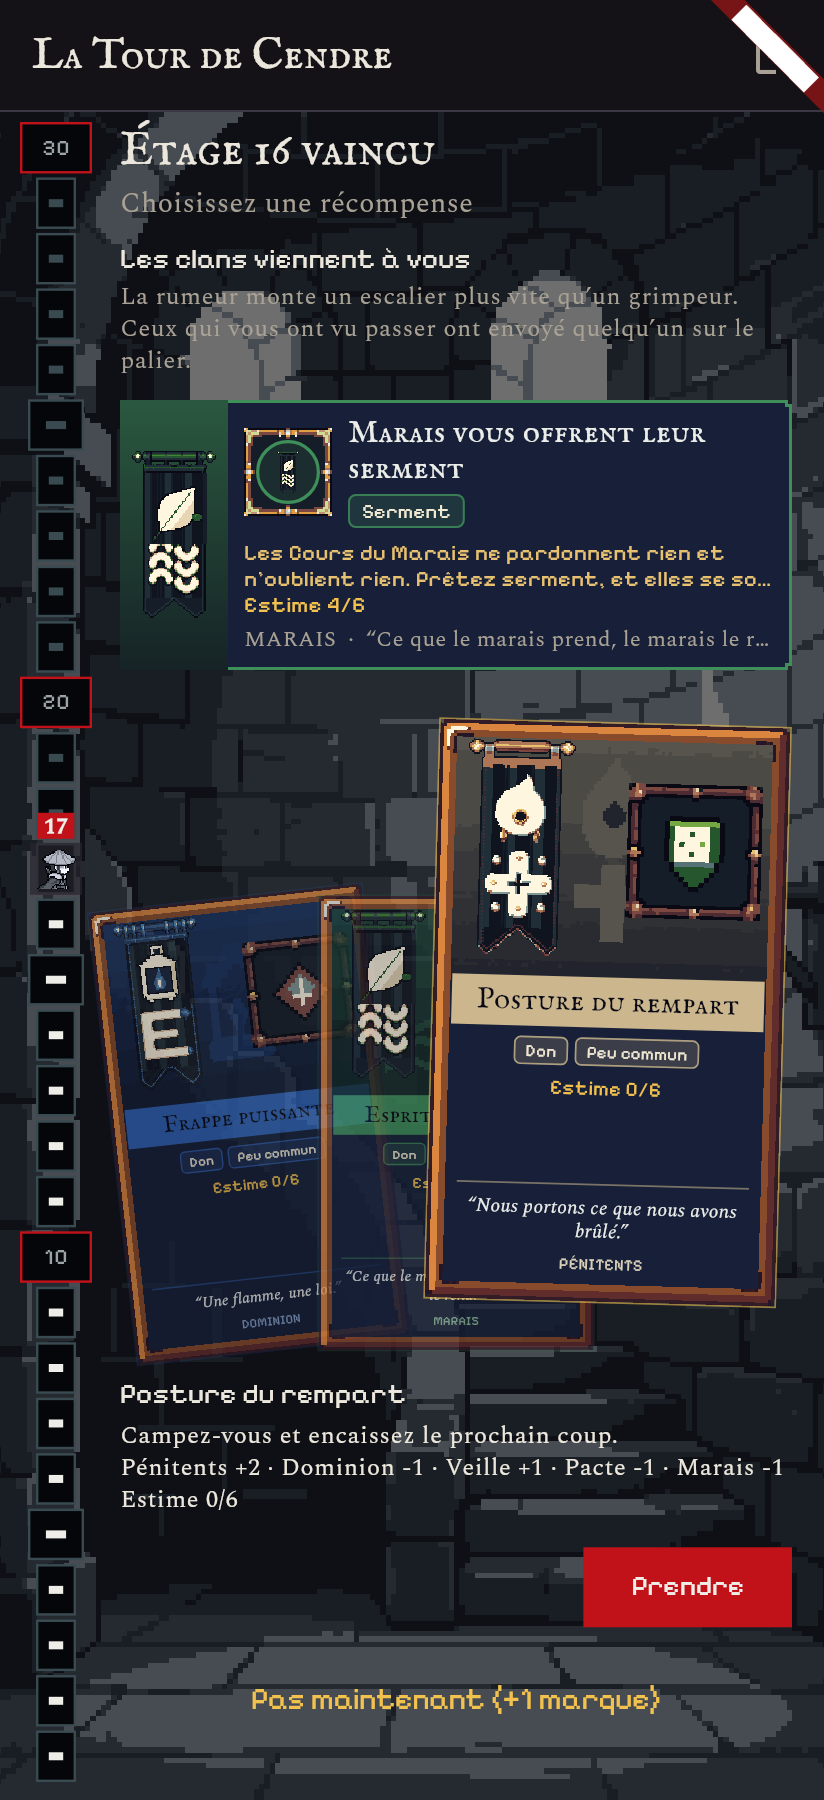 La Tour de Cendre
30
Étage 16 vaincu
Choisissez une récompense
Les clans viennent à vous
La rumeur monte un escalier plus vite qu’un grimpeur.
Ceux qui vous ont vu passer ont envoyé quelqu’un sur le
palier.
Marais vous offrent leur
serment
Serment
Les Cours du Marais ne pardonnent rien et
n’oublient rien. Prêtez serment, et elles se so…
Estime 4/6
MARAIS · “Ce que le marais prend, le marais le r…
20
17
Posture du rempart
Don
Peu commun
Estime 0/6
“Nous portons ce que nous avons
brûlé.”
PÉNITENTS
Frappe puissante
Don
Peu commun
Estime 0/6
“Une flamme, une loi.”
DOMINION
Esprit
Don
Es
“Ce que le m
MARAIS
10
Posture du rempart
Campez-vous et encaissez le prochain coup.
Pénitents +2 · Dominion -1 · Veille +1 · Pacte -1 · Marais -1
Estime 0/6
Prendre
Pas maintenant (+1 marque)